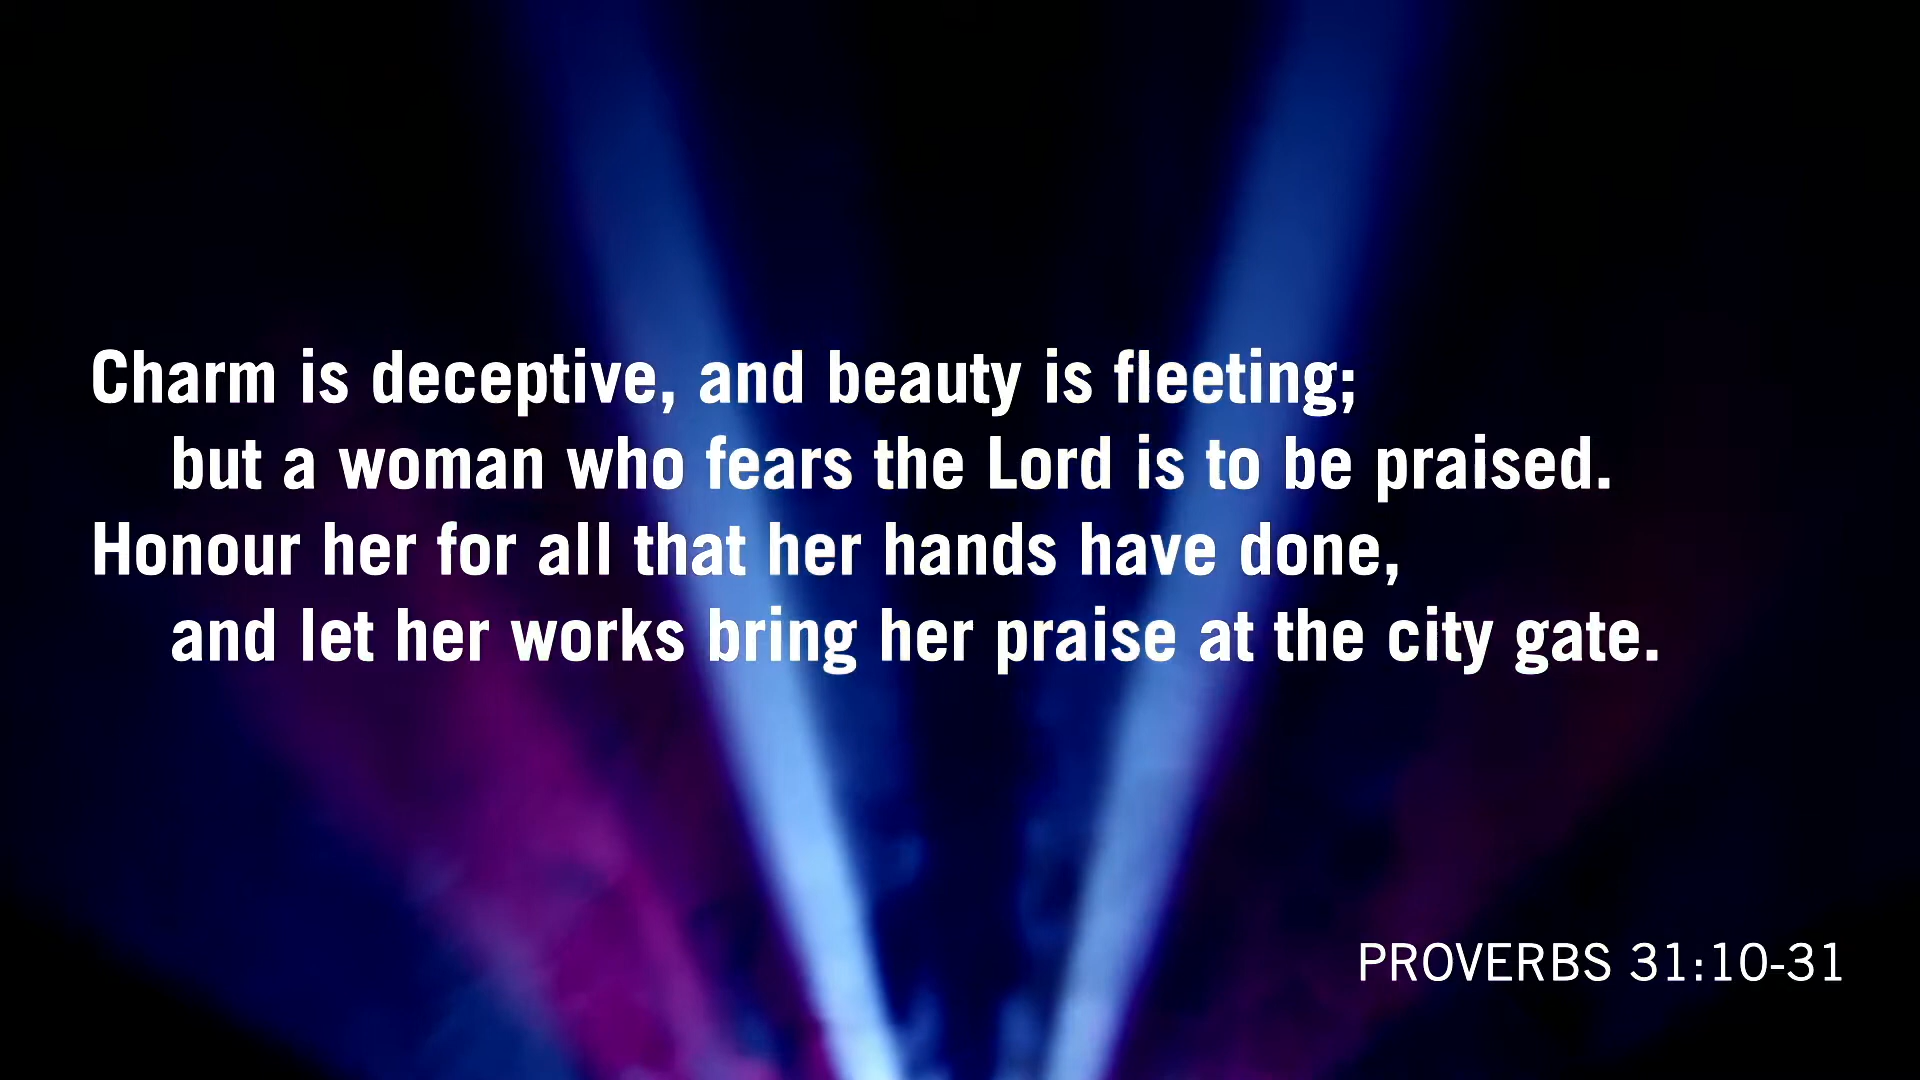 Charm is deceptive, and beauty is fleeting;
but a woman who fears the Lord is to be praised.
Honour her for all that her hands have done,
and let her works bring her praise at the city gate.
PROVERBS 31:10-31